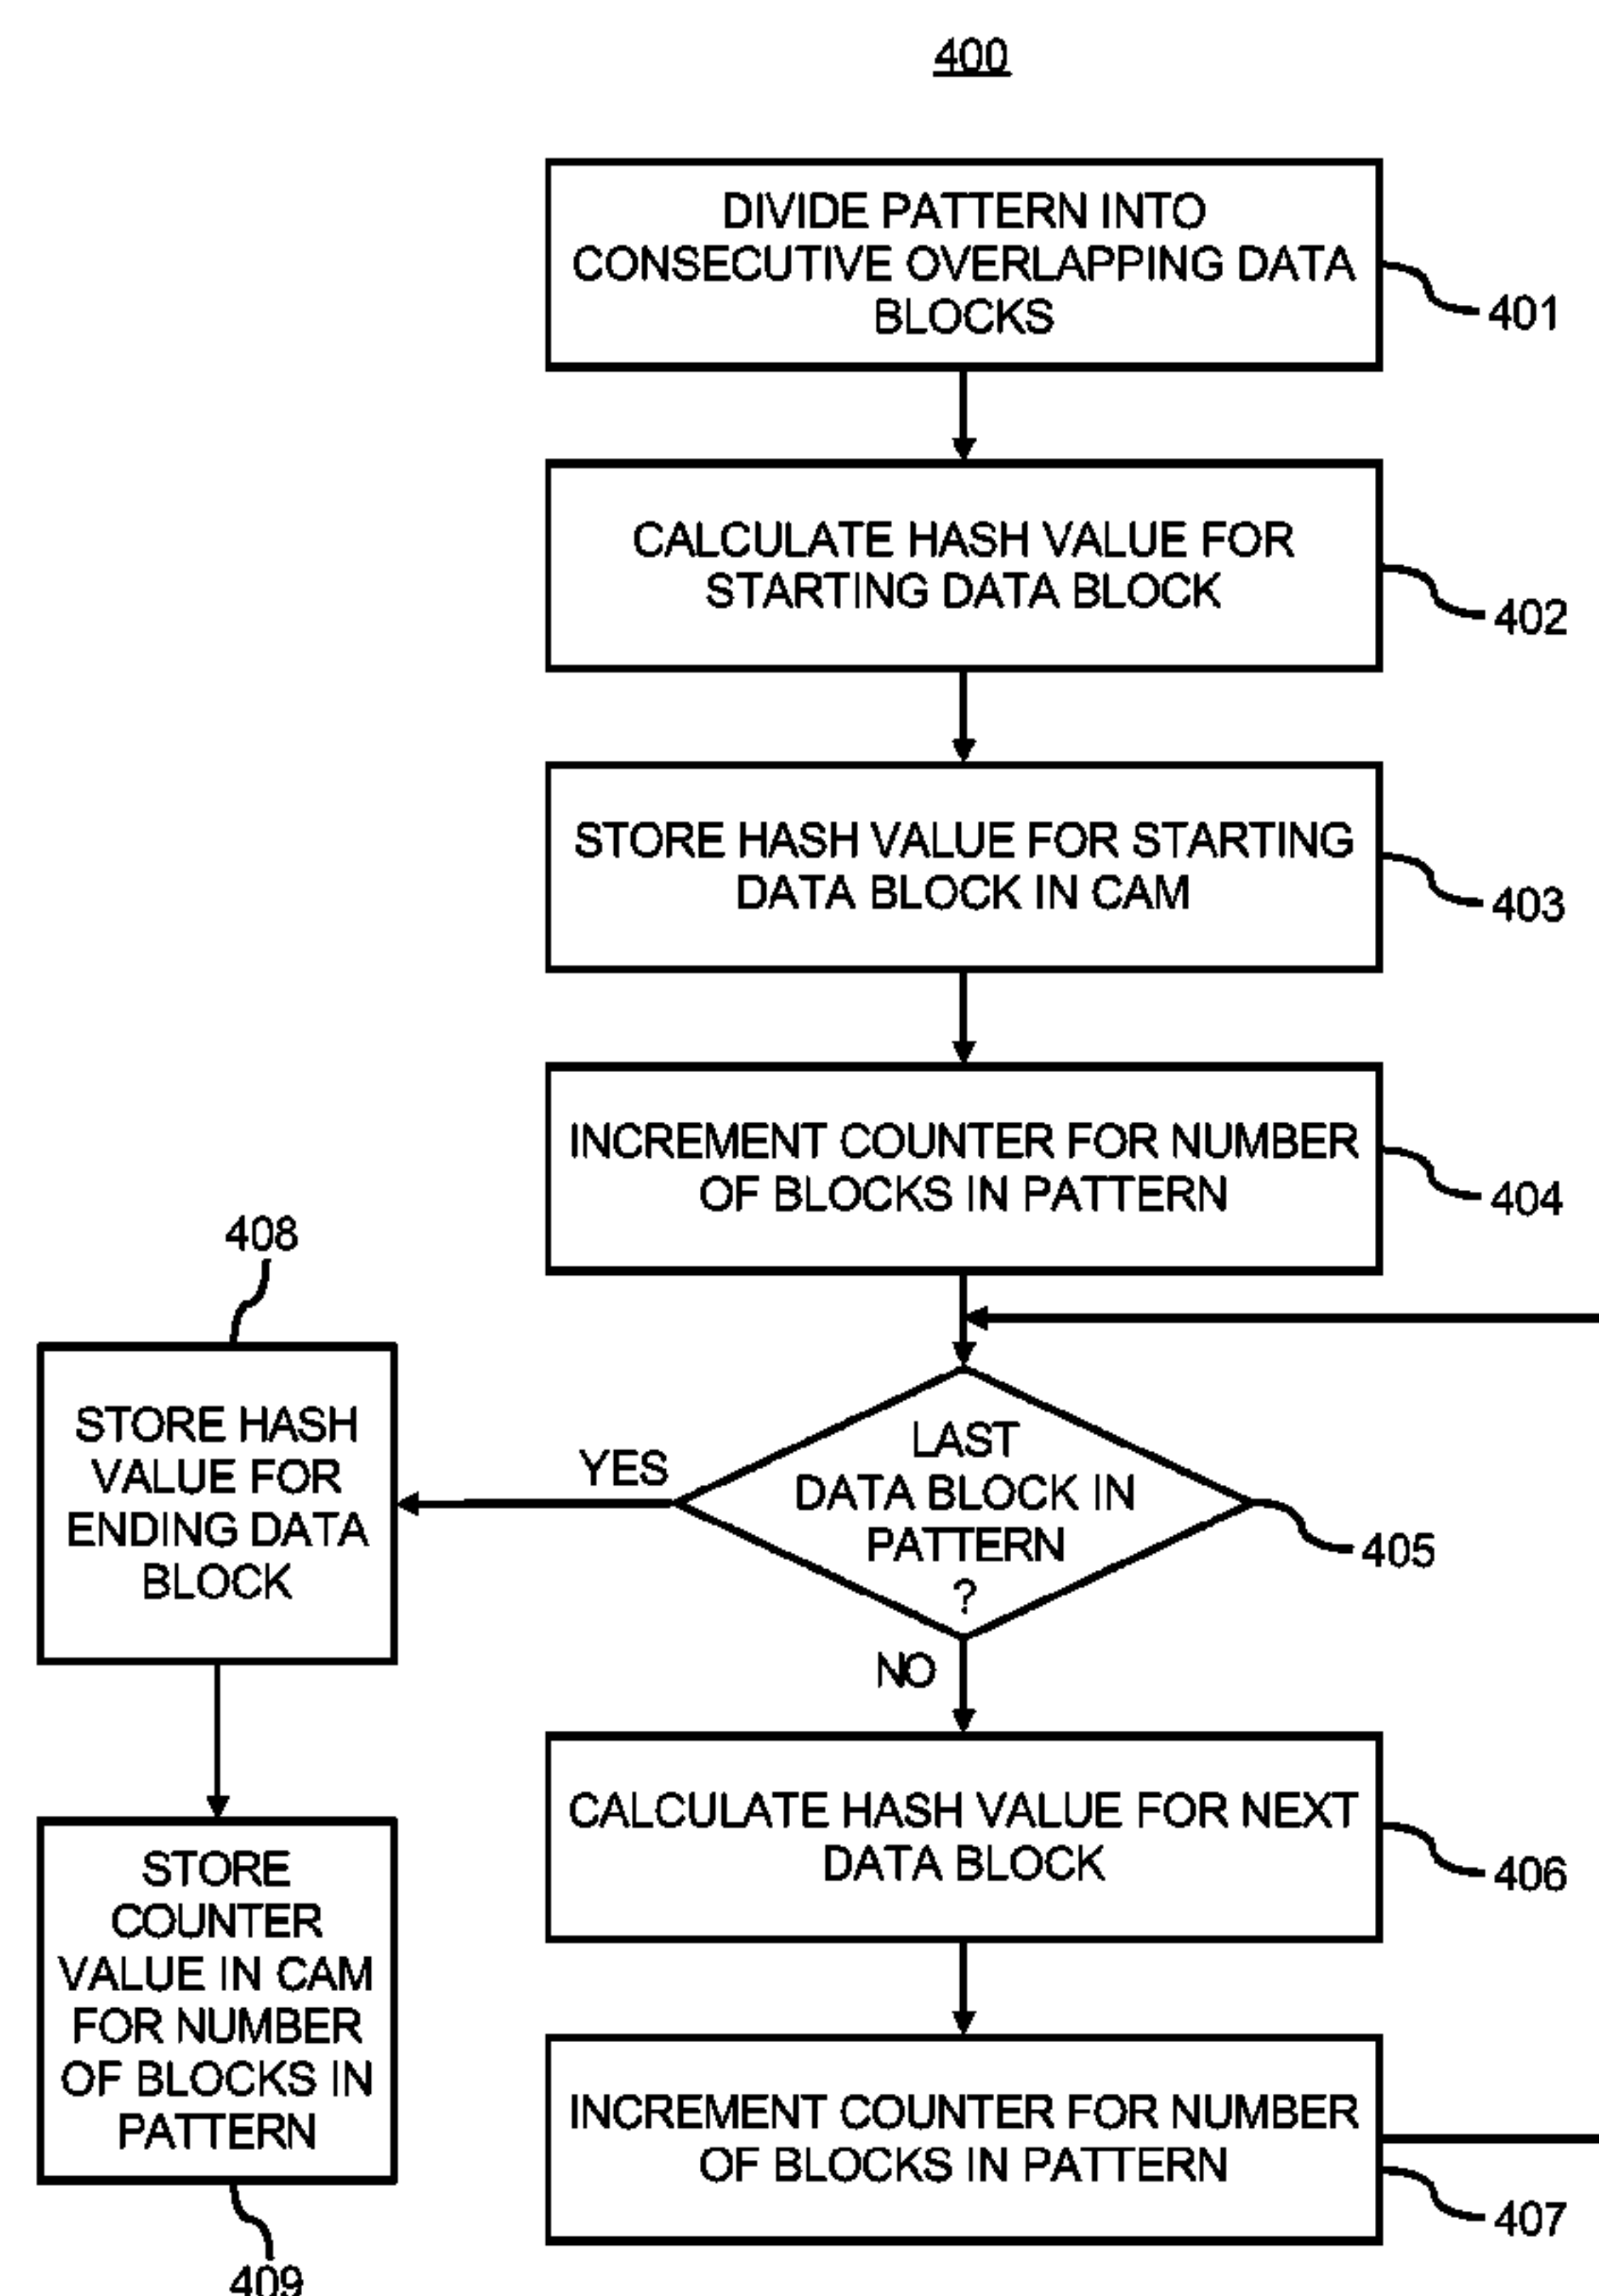 400
DIVIDE PATTERN INTO
CONSECUTIVE OVERLAPPING DATA
BLOCKS
401
CALCULATE HASH VALUE FOR
STARTING DATA BLOCK
402
STORE HASH VALUE FOR STARTING
DATA BLOCK IN CAM
403
INCREMENT COUNTER FOR NUMBER
OF BLOCKS IN PATTERN
404
408
STORE HASH
VALUE FOR
ENDING DATA
BLOCK
YES
LAST
DATA BLOCK IN
PATTERN
?
405
NO
CALCULATE HASH VALUE FOR NEXT
DATA BLOCK
406
STORE
COUNTER
VALUE IN CAM
FOR NUMBER
OF BLOCKS IN
PATTERN
409
INCREMENT COUNTER FOR NUMBER
OF BLOCKS IN PATTERN
407